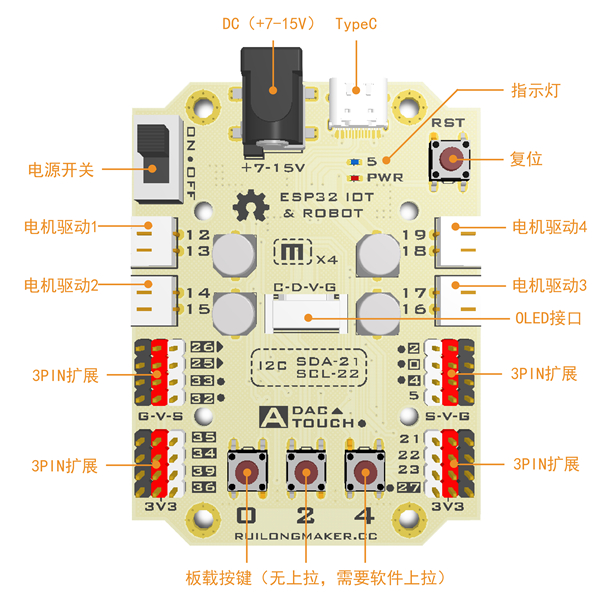 DC（+7-15V） TypeC
指示灯
RST
ON•OFF
电源开关
+7-15V
5
PWR
复位
ESP32 IOT
& ROBOT
电机驱动1
12
13
M X4
19
18
电机驱动4
电机驱动2
14
15
C-D-V-G
17
16
电机驱动3
OLED接口
3PIN扩展
26
25
33
32
G-V-S
I2C SDA-21
SCL-22
2
0
4
5
S-V-G
3PIN扩展
A DAC
TOUCH
3PIN扩展
35
34
39
36
3V3
21
22
23
27
3V3
3PIN扩展
0 2 4
RUILONGMAKER.CC
板载按键（无上拉，需要软件上拉）